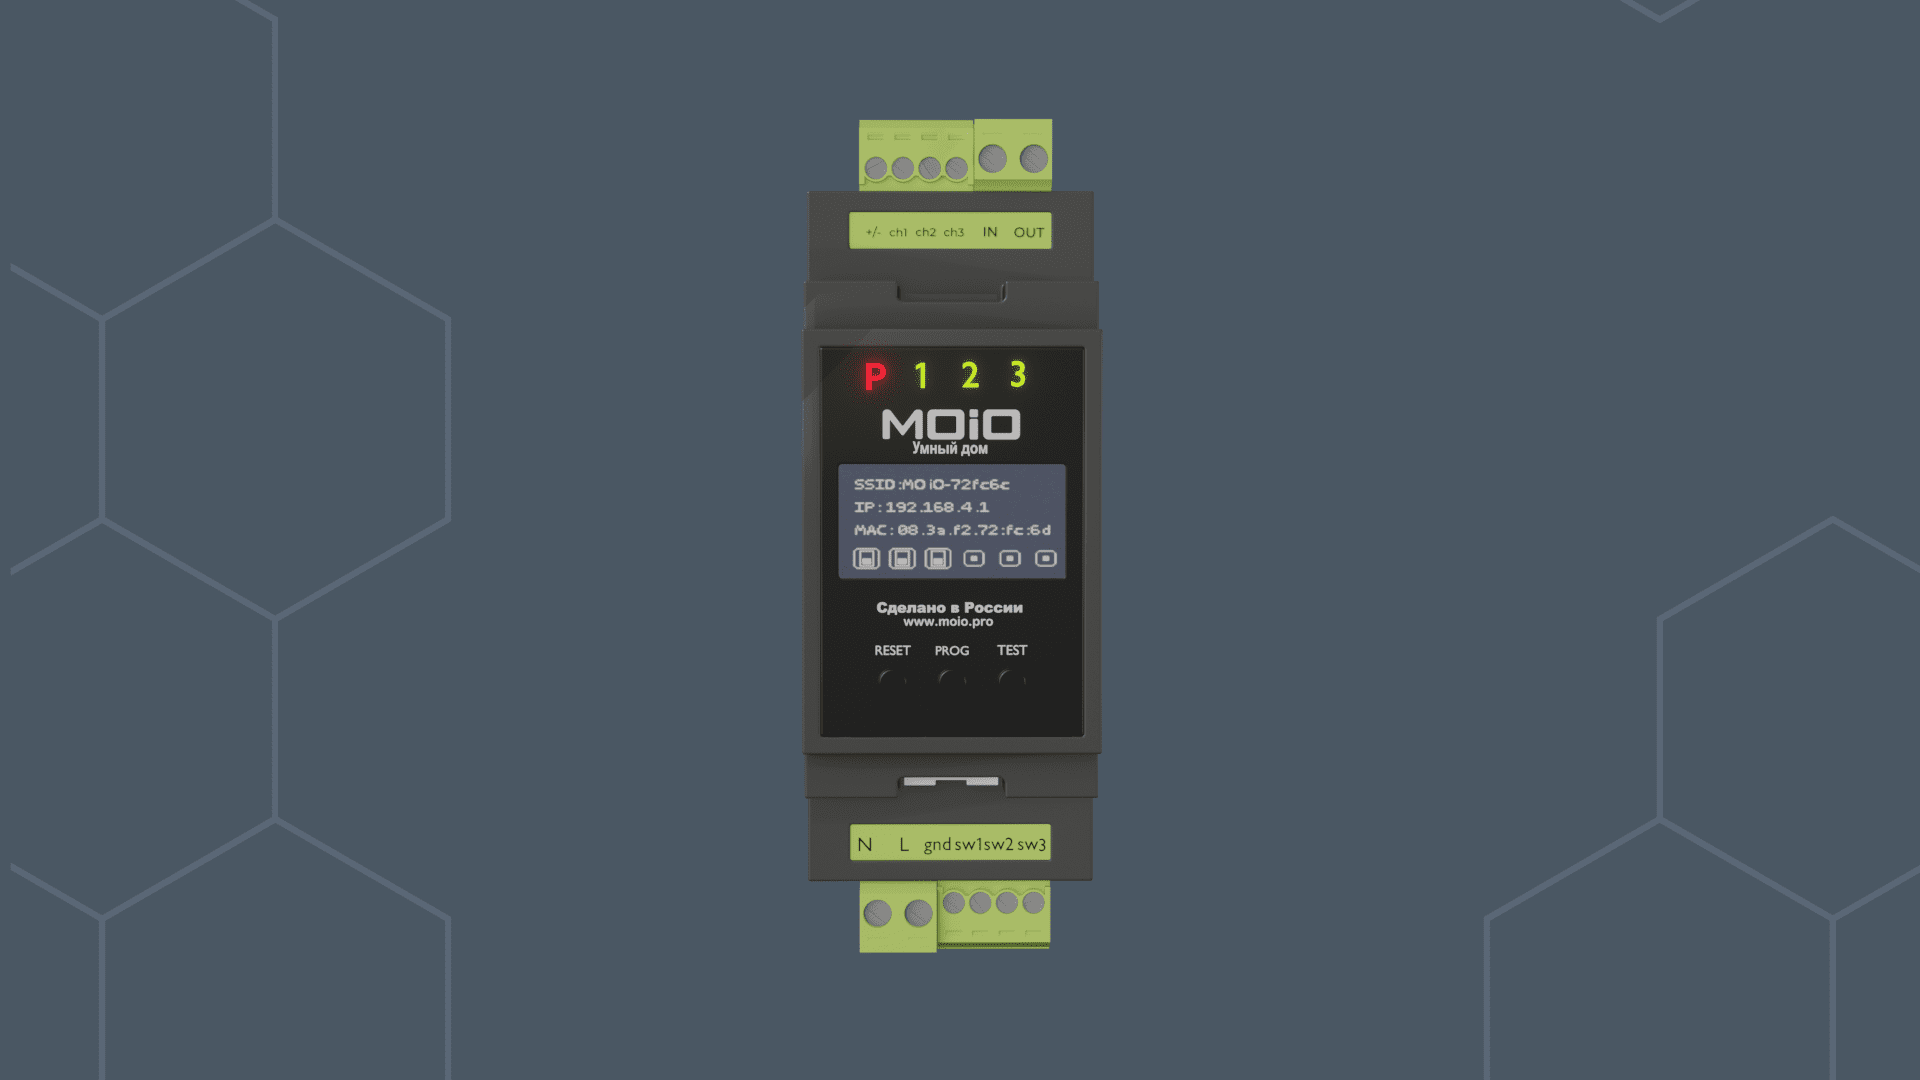 +/- ch1 ch2 ch3 IN OUT
P 1 2 3
MOiO
Умный дом
SSID:MOiO-72fc6c
IP:192.168.4.1
MAC:08.3a.f2.72:fc:6d
Сделано в России
www.moio.pro
RESET PROG TEST
N L gnd sw1 sw2 sw3